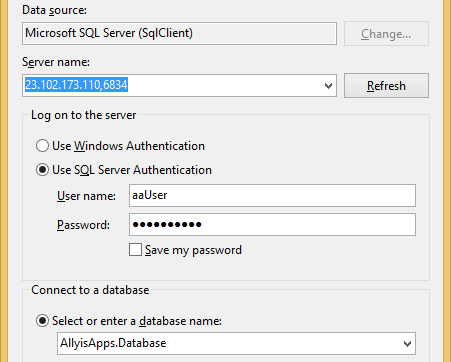 Data source:
Microsoft SQL Server (SqlClient)
Change...
Server name:
23.102.173.110,6834
Refresh
Log on to the server
Use Windows Authentication
Use SQL Server Authentication
User name:
aaUser
Password:
●●●●●●●●●●
Save my password
Connect to a database
Select or enter a database name:
AllyisApps.Database